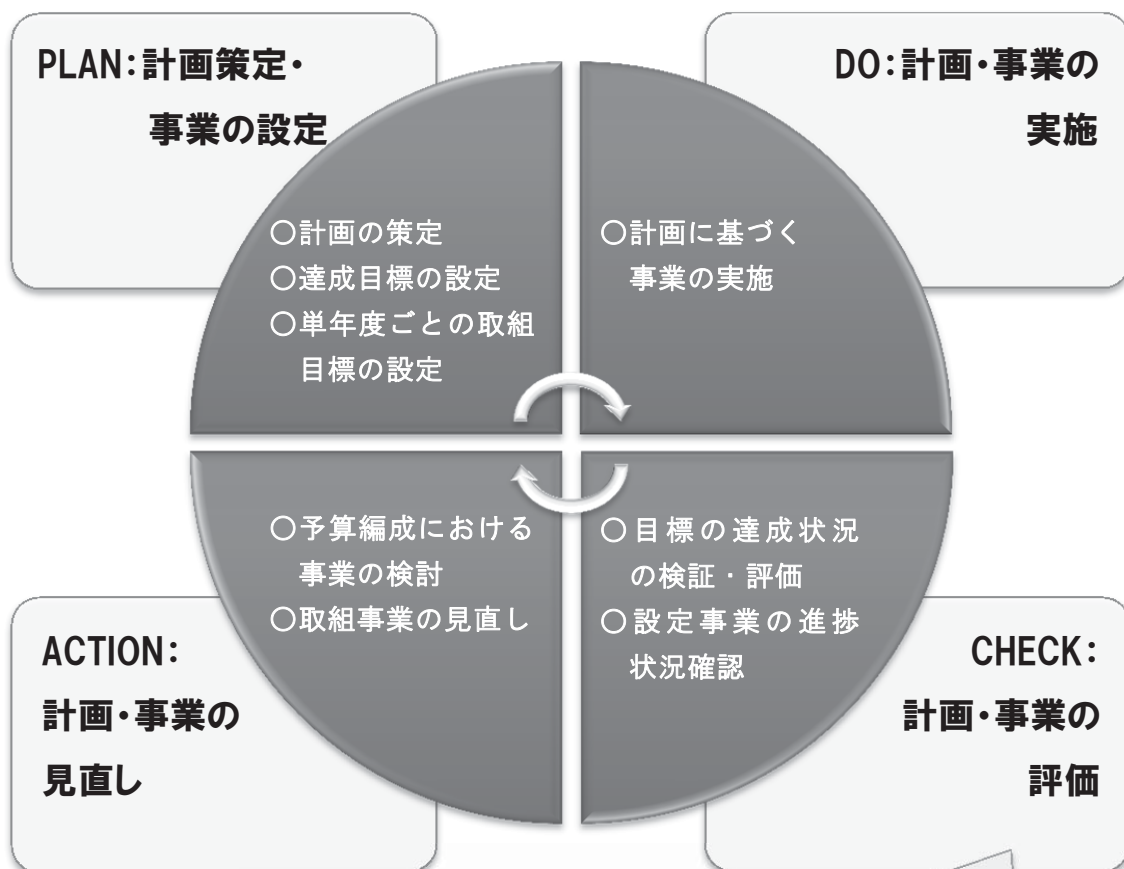 PLAN:計画策定・
事業の設定
○計画の策定
○達成目標の設定
○単年度ごとの取組
目標の設定
DO:計画・事業の
実施
○計画に基づく
事業の実施
ACTION:
計画・事業の
見直し
○予算編成における
事業の検討
○取組事業の見直し
CHECK:
計画・事業の
評価
○目標の達成状況
の検証・評価
○設定事業の進捗
状況確認